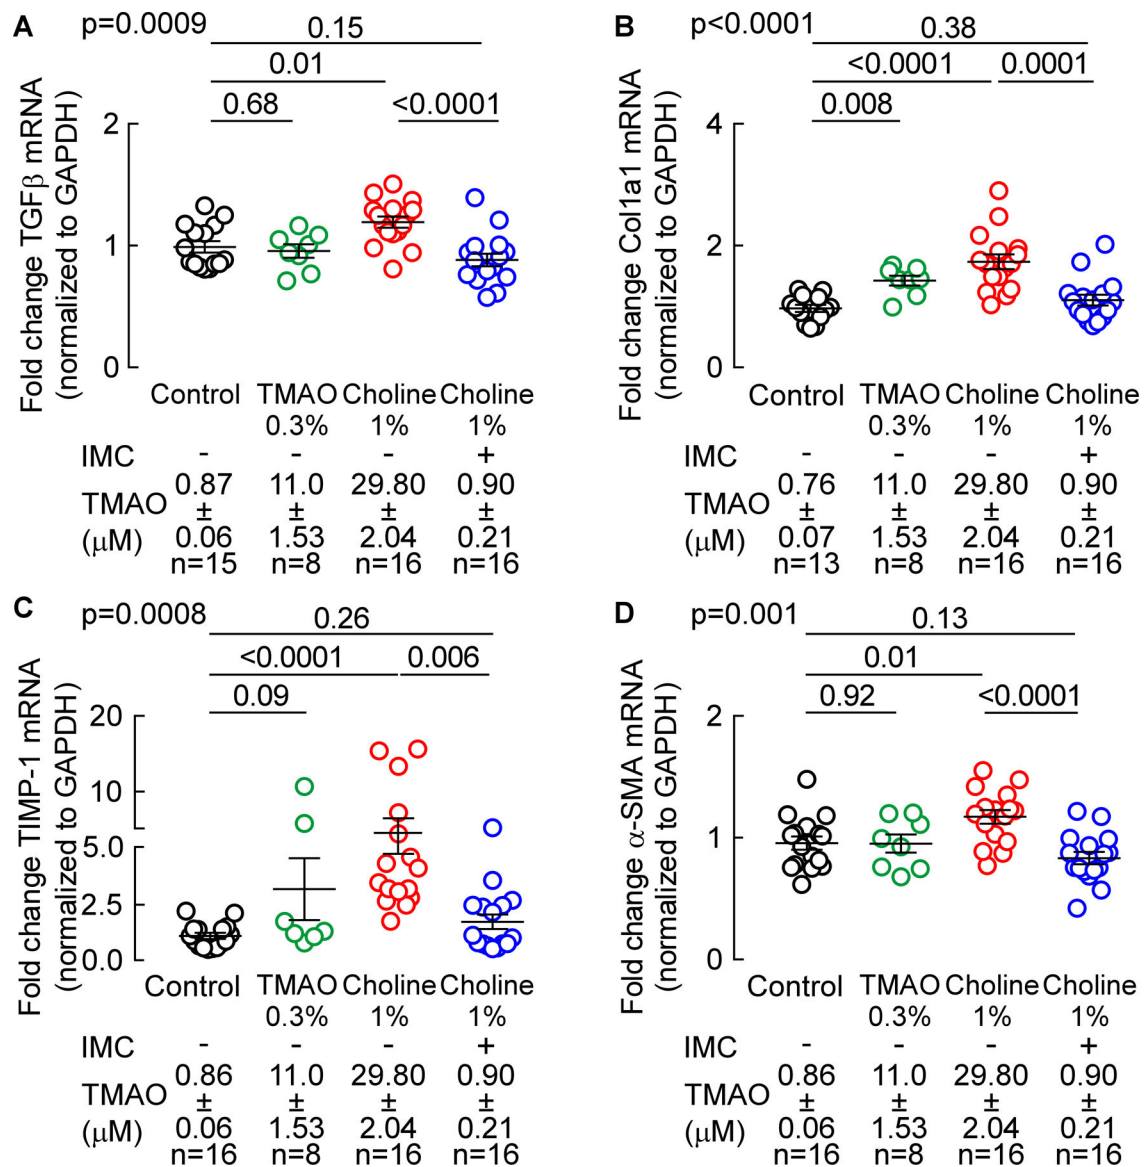 A
p=0.0009
0.15
0.01
0.68
<0.0001
Fold change TGFβ mRNA
(normalized to GAPDH)
2
1
0
Control TMAO Choline Choline
0.3% 1% 1%
IMC - - - +
0.87 11.0 29.80 0.90
TMAO ± ± ± ±
(μM) 0.06 1.53 2.04 0.21
n=15 n=8 n=16 n=16
B
p<0.0001
0.38
<0.0001 0.0001
0.008
Fold change Col1a1 mRNA
(normalized to GAPDH)
4
2
0
Control TMAO Choline Choline
0.3% 1% 1%
IMC - - - +
0.76 11.0 29.80 0.90
TMAO ± ± ± ±
(μM) 0.07 1.53 2.04 0.21
n=13 n=8 n=16 n=16
C
p=0.0008
0.26
<0.0001 0.006
0.09
Fold change TIMP-1 mRNA
(normalized to GAPDH)
20
10
5.0
2.5
0.0
Control TMAO Choline Choline
0.3% 1% 1%
IMC - - - +
0.86 11.0 29.80 0.90
TMAO ± ± ± ±
(μM) 0.06 1.53 2.04 0.21
n=16 n=8 n=16 n=16
D
p=0.001
0.13
0.01
0.92 <0.0001
Fold change α-SMA mRNA
(normalized to GAPDH)
2
1
0
Control TMAO Choline Choline
0.3% 1% 1%
IMC - - - +
0.86 11.0 29.80 0.90
TMAO ± ± ± ±
(μM) 0.06 1.53 2.04 0.21
n=16 n=8 n=16 n=16